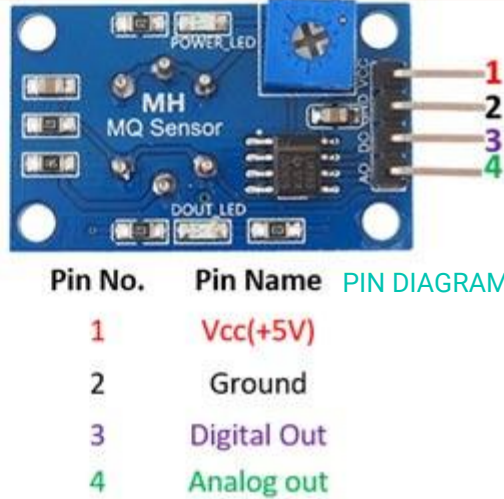 POWER_LED
VCC
1
MH
GND
2
MQ Sensor
DO
3
AO
4
DOUT_LED
Pin No. Pin Name PIN DIAGRAM
1 Vcc(+5V)
2 Ground
3 Digital Out
4 Analog out